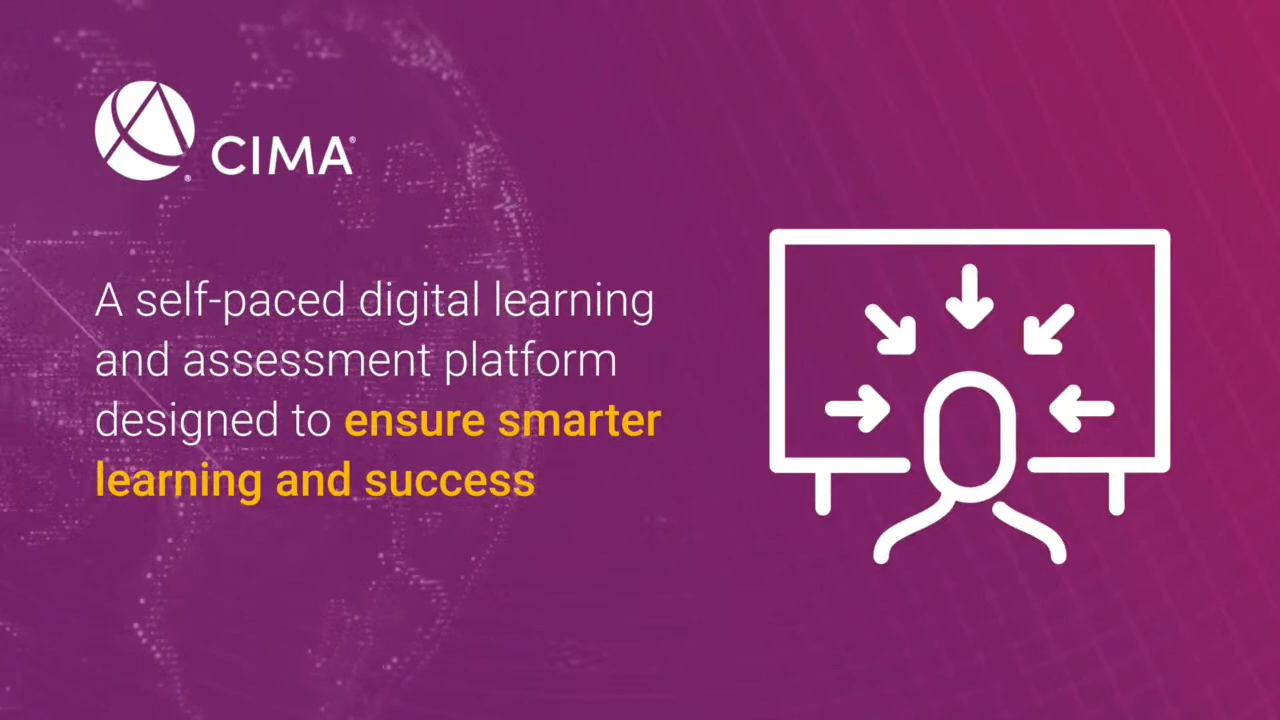 CIMA®
®
A self-paced digital learning
and assessment platform
designed to ensure smarter
learning and success